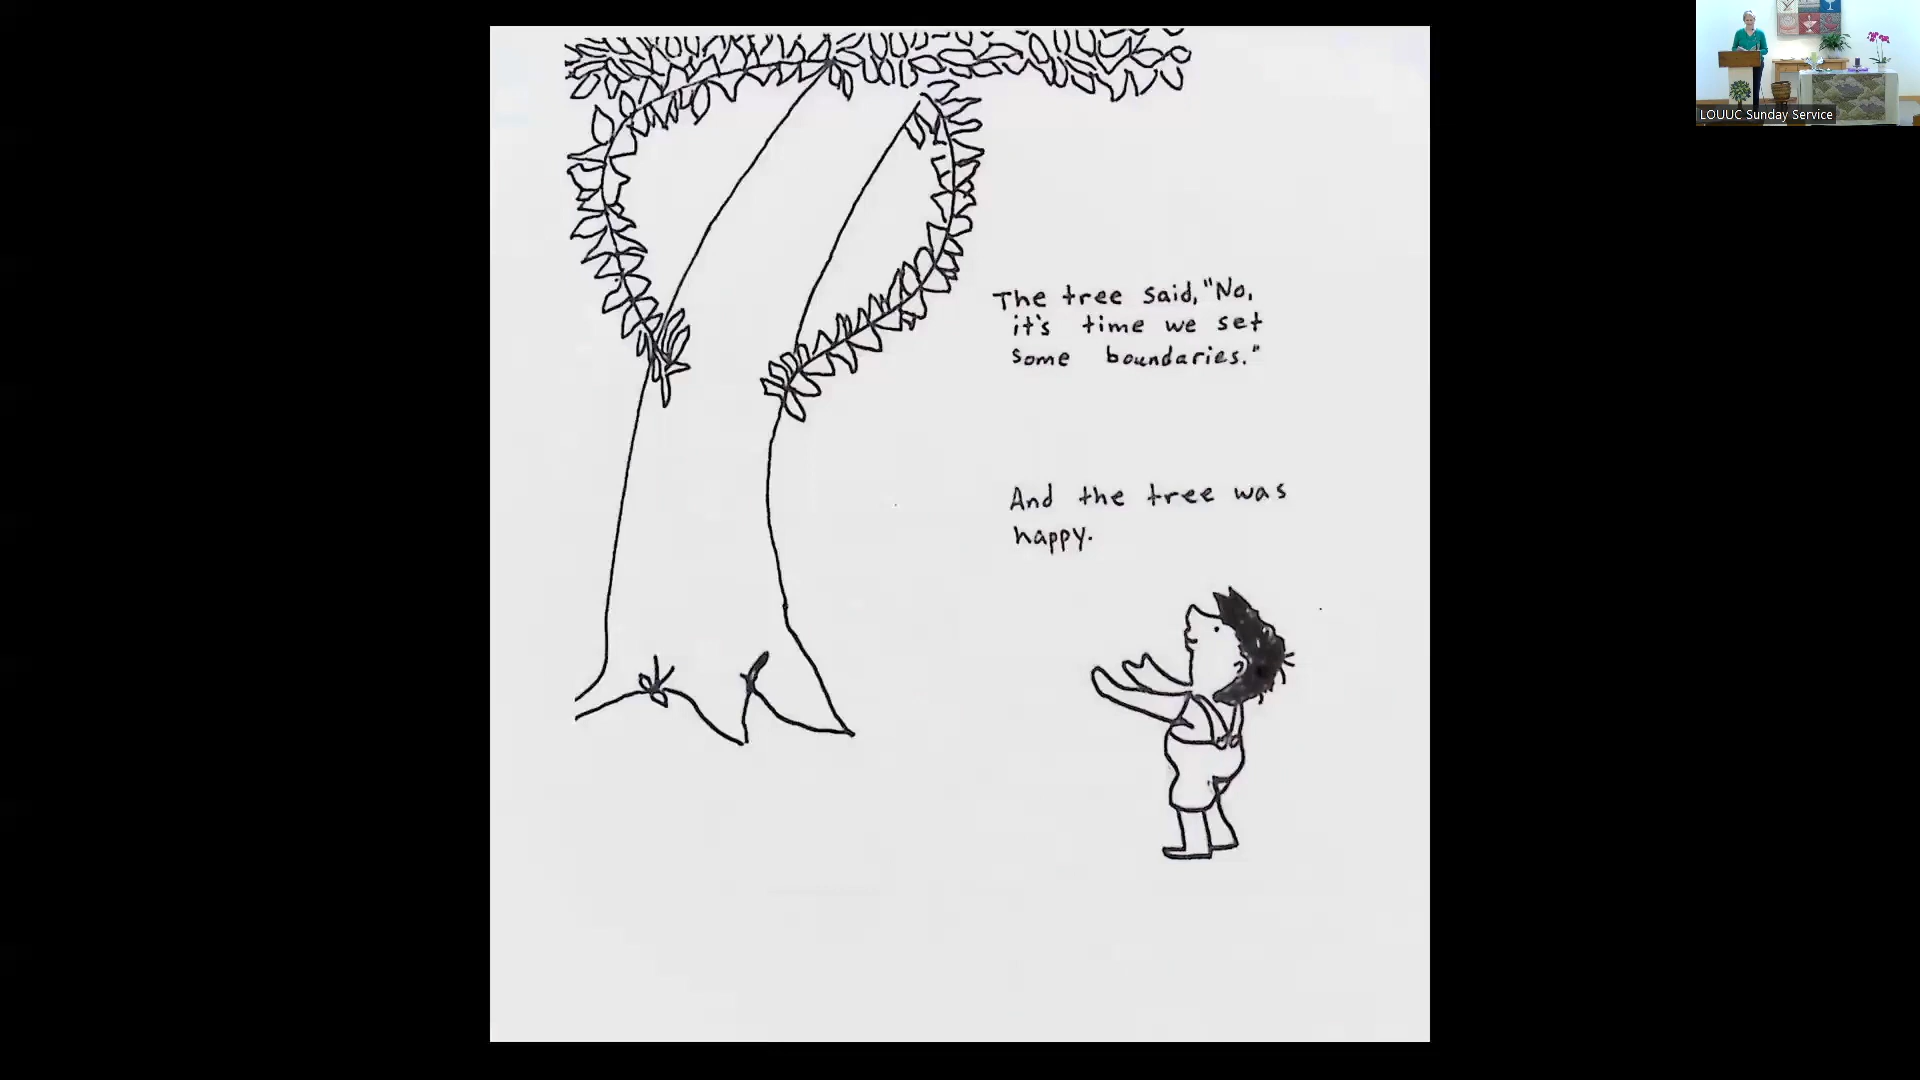 The tree said, "No,
it's time we set
some boundaries."
And the tree was
happy.
LOUUC Sunday Service